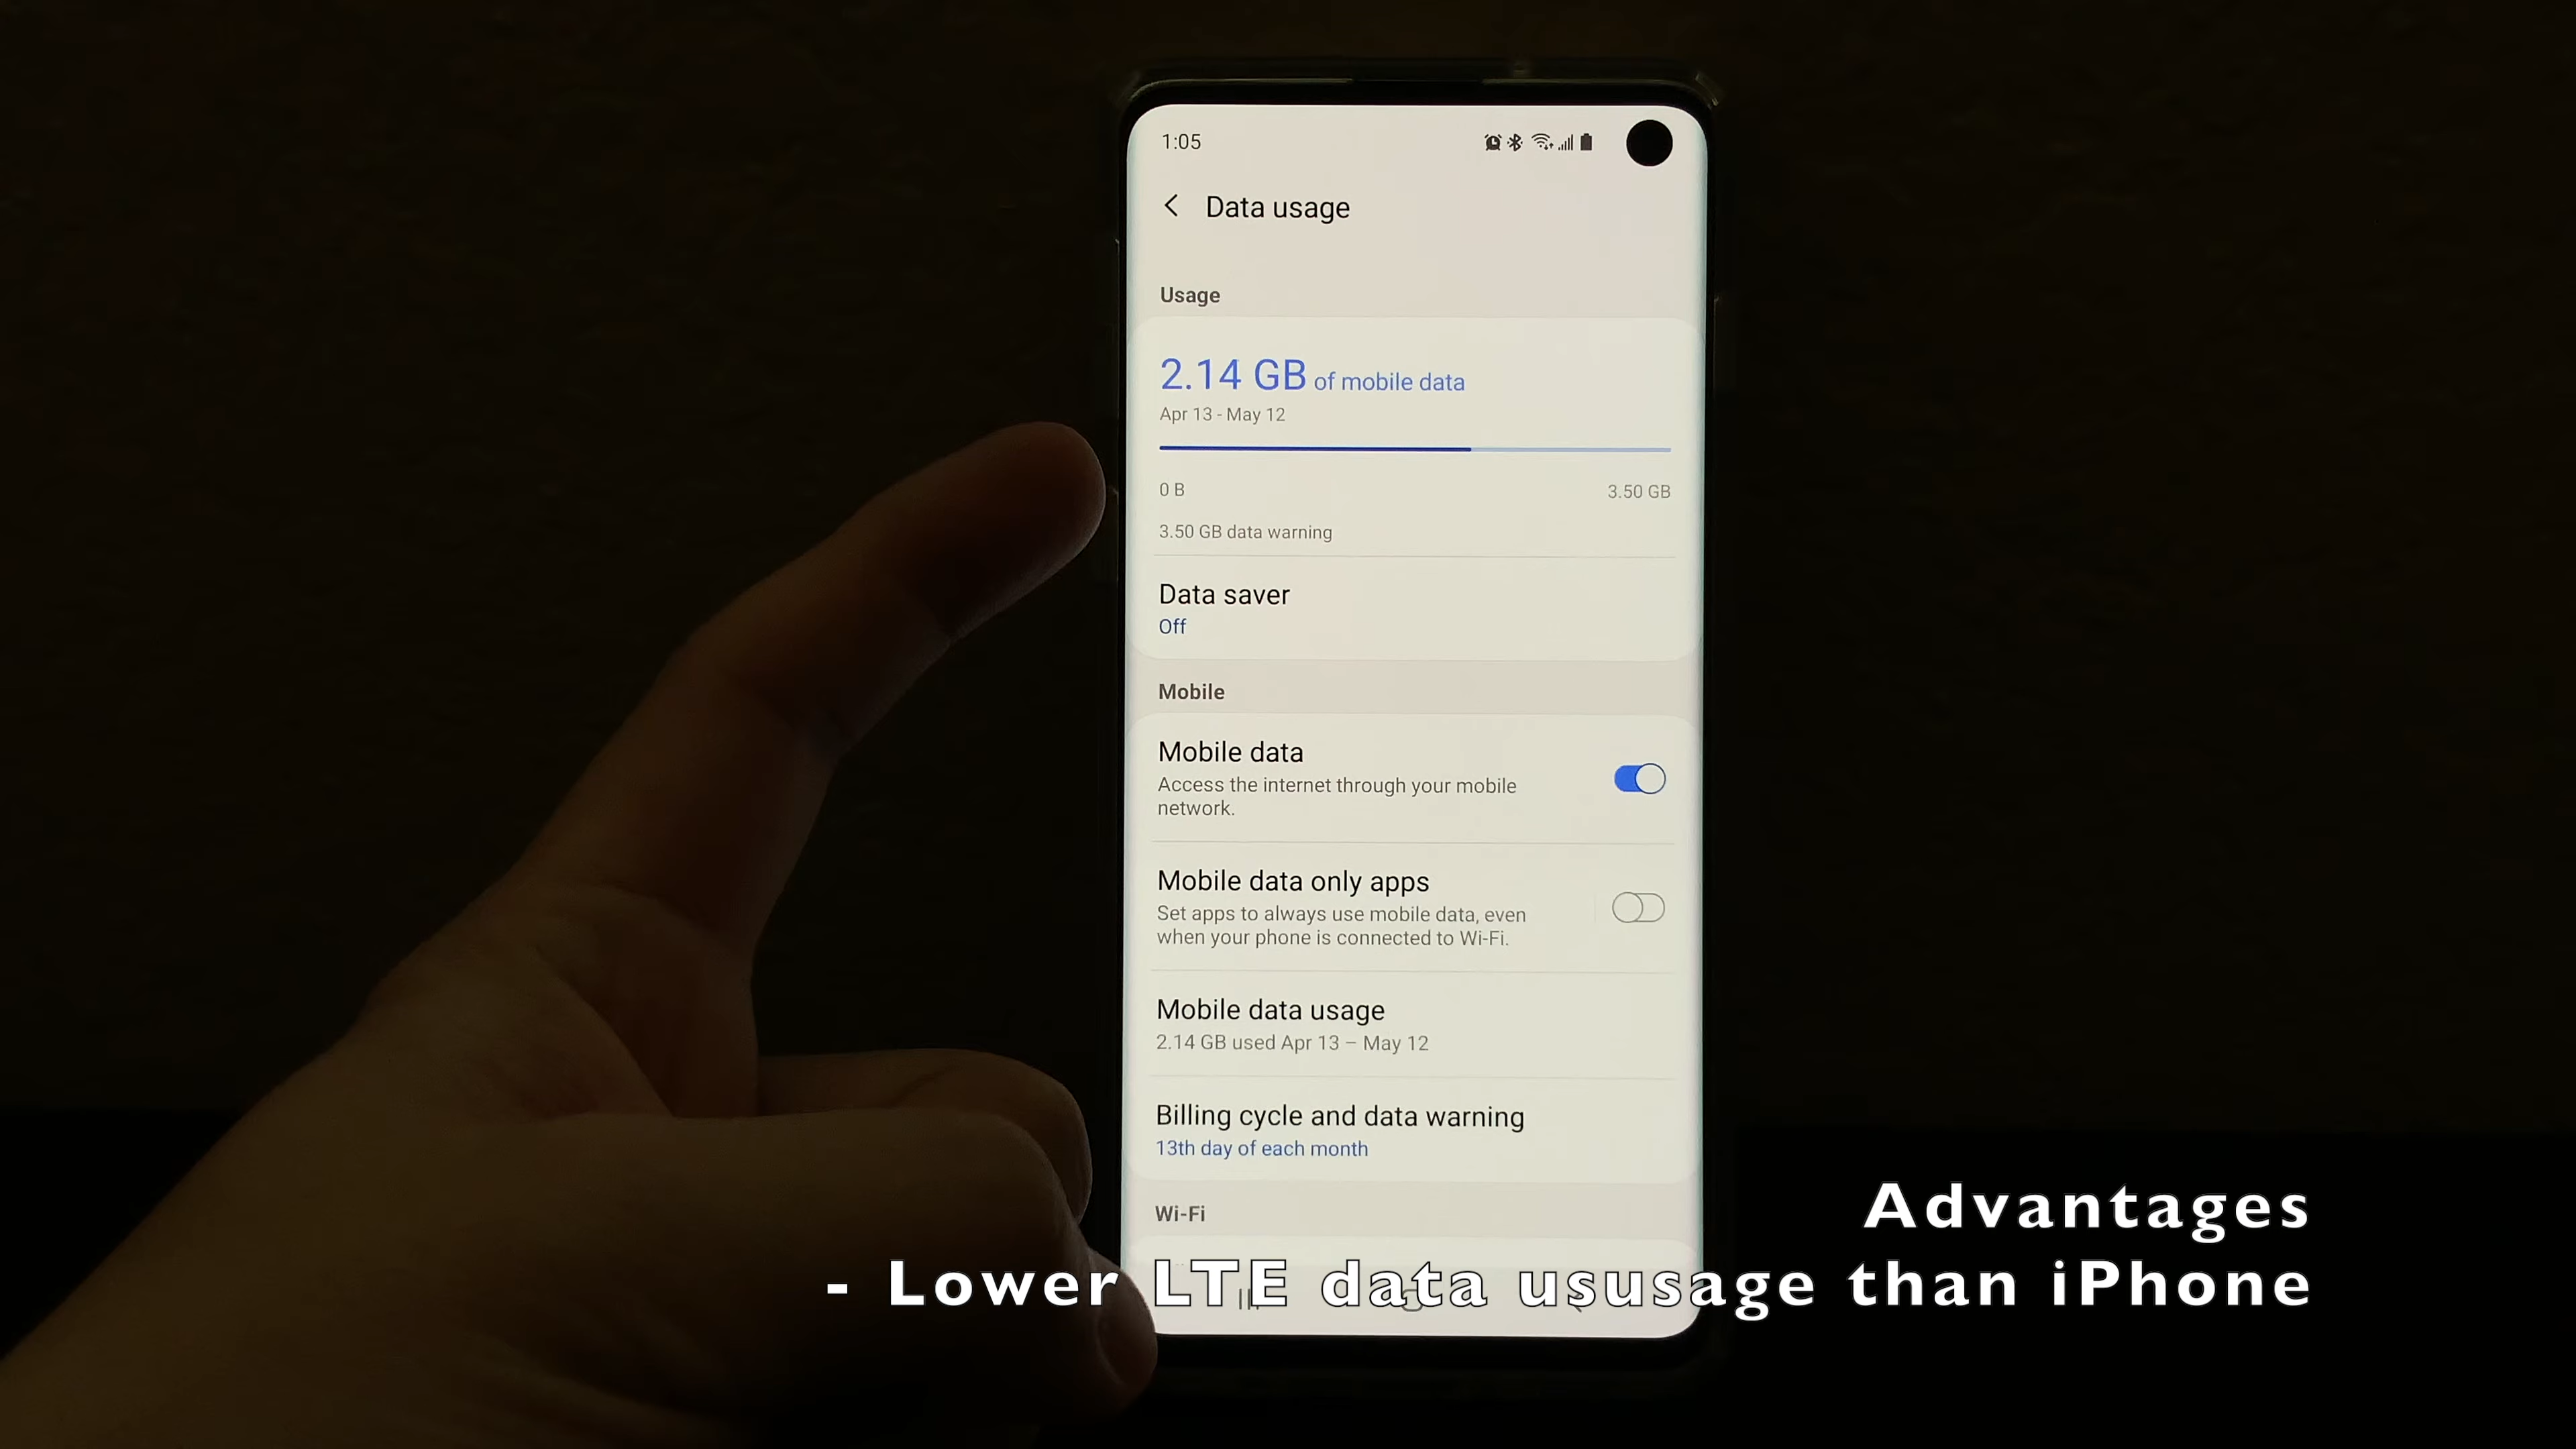 1:05
Data usage
Usage
2.14 GB of mobile data
Apr 13 - May 12
0 B 3.50 GB
3.50 GB data warning
Data saver
Off
Mobile
Mobile data
Access the internet through your mobile
network.
Mobile data only apps
Set apps to always use mobile data, even
when your phone is connected to Wi-Fi.
Mobile data usage
2.14 GB used Apr 13 – May 12
Billing cycle and data warning
13th day of each month
Wi-Fi
Advantages
- Lower LTE data ususage than iPhone